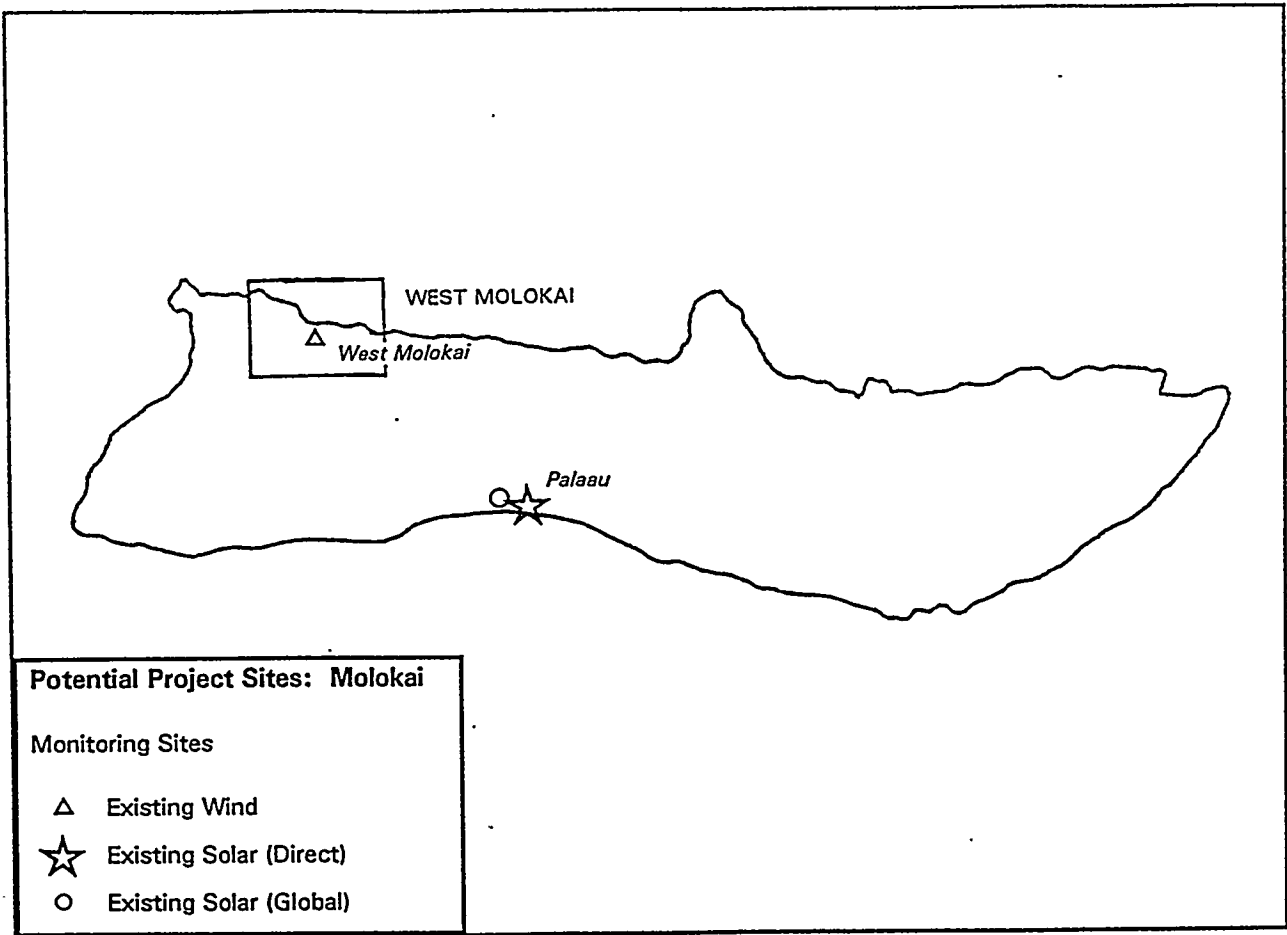 WEST MOLOKAI
West Molokai
Palaau
Potential Project Sites: Molokai
Monitoring Sites
Existing Wind
Existing Solar (Direct)
Existing Solar (Global)